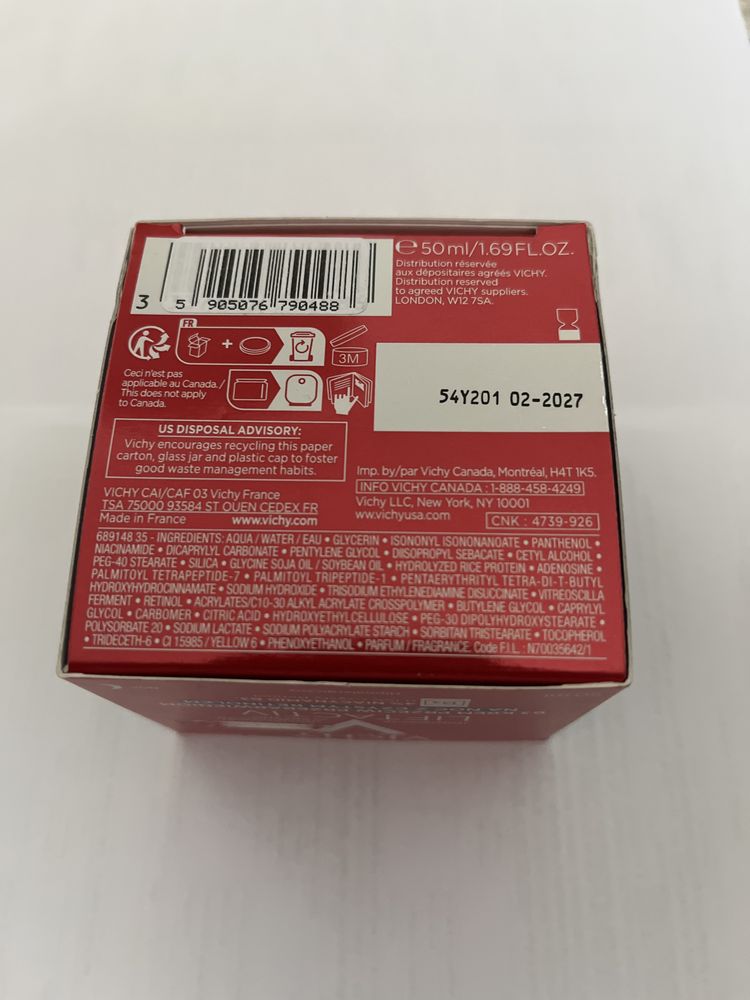 3 5 905076 790488
℮ 50 ml/1.69 FL.OZ.
Distribution réservée
aux dépositaires agréés VICHY.
Distribution reserved
to agreed VICHY suppliers.
LONDON, W12 7SA.
FR
+
3M
Ceci n'est pas
applicable au Canada./
This does not apply
to Canada.
54Y201 02-2027
US DISPOSAL ADVISORY:
Vichy encourages recycling this paper
carton, glass jar and plastic cap to foster
good waste management habits.
VICHY CAI/CAF 03 Vichy France
TSA 75000 93584 ST OUEN CEDEX FR
Made in France www.vichy.com
Imp. by/par Vichy Canada, Montréal, H4T 1K5.
INFO VICHY CANADA : 1-888-458-4249
Vichy LLC, New York, NY 10001
www.vichyusa.com
CNK : 4739-926
689148 35 - INGREDIENTS: AQUA / WATER / EAU • GLYCERIN • ISONONYL ISONONANOATE • PANTHENOL •
NIACINAMIDE • DICAPRYLYL CARBONATE • PENTYLENE GLYCOL • DIISOPROPYL SEBACATE • CETYL ALCOHOL •
PEG-40 STEARATE • SILICA • GLYCINE SOJA OIL / SOYBEAN OIL • HYDROLYZED RICE PROTEIN • ADENOSINE •
PALMITOYL TETRAPEPTIDE-7 • PALMITOYL TRIPEPTIDE-1 • PENTAERYTHRITYL TETRA-DI-T-BUTYL
HYDROXYHYDROCINNAMATE • SODIUM HYDROXIDE • TRISODIUM ETHYLENEDIAMINE DISUCCINATE • VITREOSCILLA
FERMENT • RETINOL • ACRYLATES/C10-30 ALKYL ACRYLATE CROSSPOLYMER • BUTYLENE GLYCOL • CAPRYLYL
GLYCOL • CARBOMER • CITRIC ACID • HYDROXYETHYLCELLULOSE • PEG-30 DIPOLYHYDROXYSTEARATE •
POLYSORBATE 20 • SODIUM LACTATE • SODIUM POLYACRYLATE STARCH • SORBITAN TRISTEARATE • TOCOPHEROL
• TRIDECETH-6 • CI 15985 / YELLOW 6 • PHENOXYETHANOL • PARFUM / FRAGRANCE. Code F.I.L.: N70035642/1